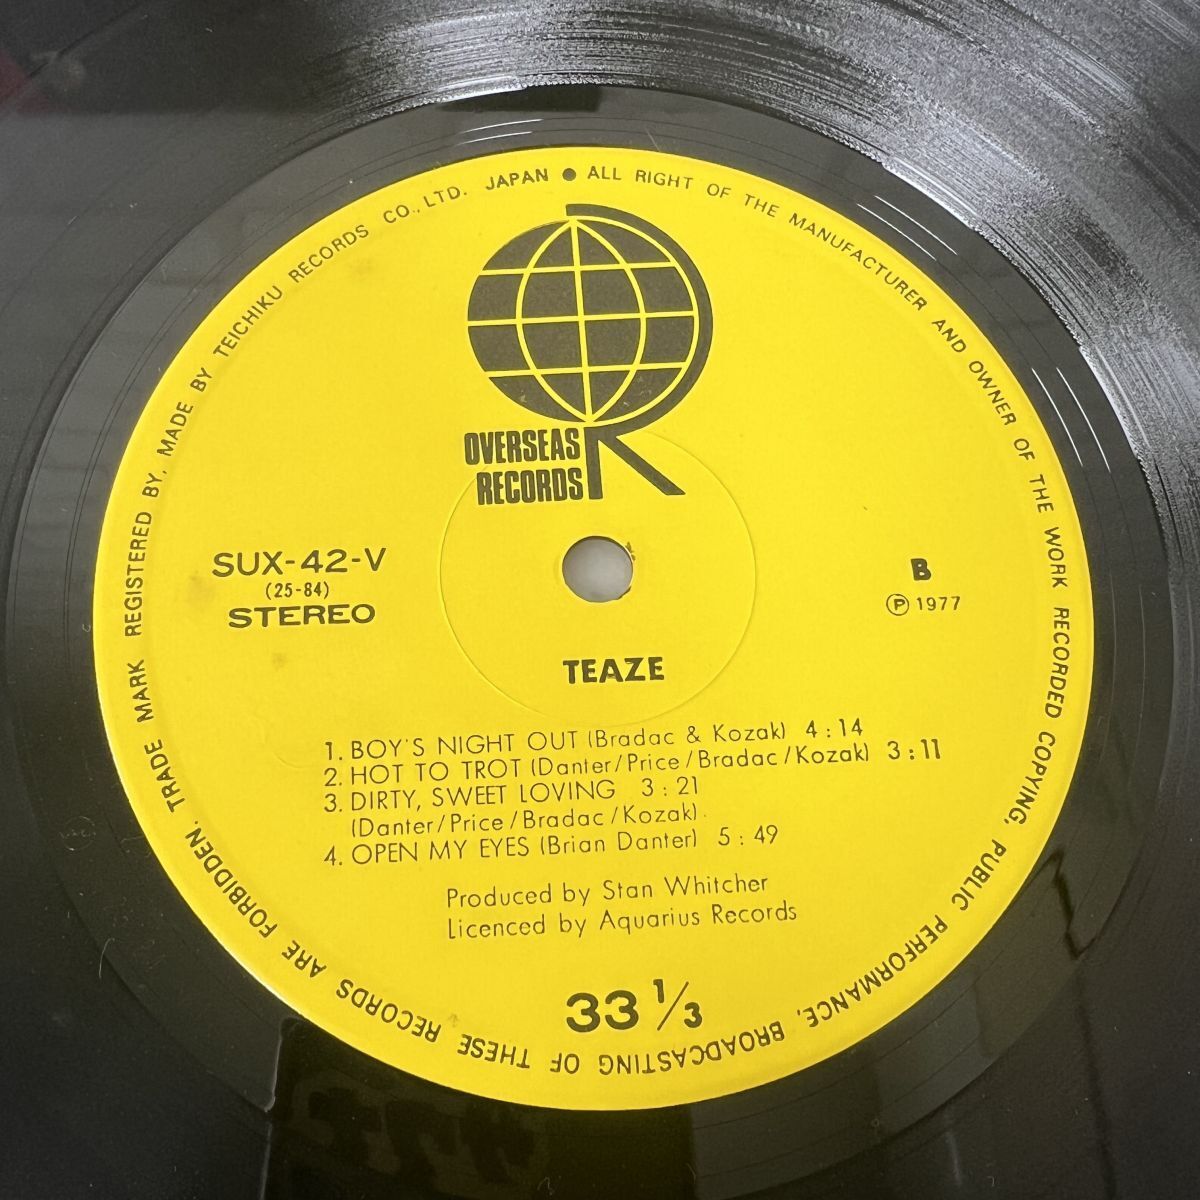 TRADE MARK REGISTERED BY, MADE BY TEICHIKU RECORDS CO., LTD. JAPAN ● ALL RIGHT OF THE MANUFACTURER AND OWNER OF THE WORK RECORDED COPYING, PUBLIC PERFORMANCE, BROADCASTING OF THESE RECORDS ARE FORBIDDEN.
OVERSEAS
RECORDS
R
SUX-42-V
(25-84)
STEREO
B
Ⓟ 1977
TEAZE
1. BOY'S NIGHT OUT (Bradac & Kozak) 4:14
2. HOT TO TROT (Danter/Price/Bradac/Kozak) 3:11
3. DIRTY, SWEET LOVING 3:21
(Danter/Price/Bradac/Kozak).
4. OPEN MY EYES (Brian Danter) 5:49
Produced by Stan Whitcher
Licenced by Aquarius Records
33 1/3